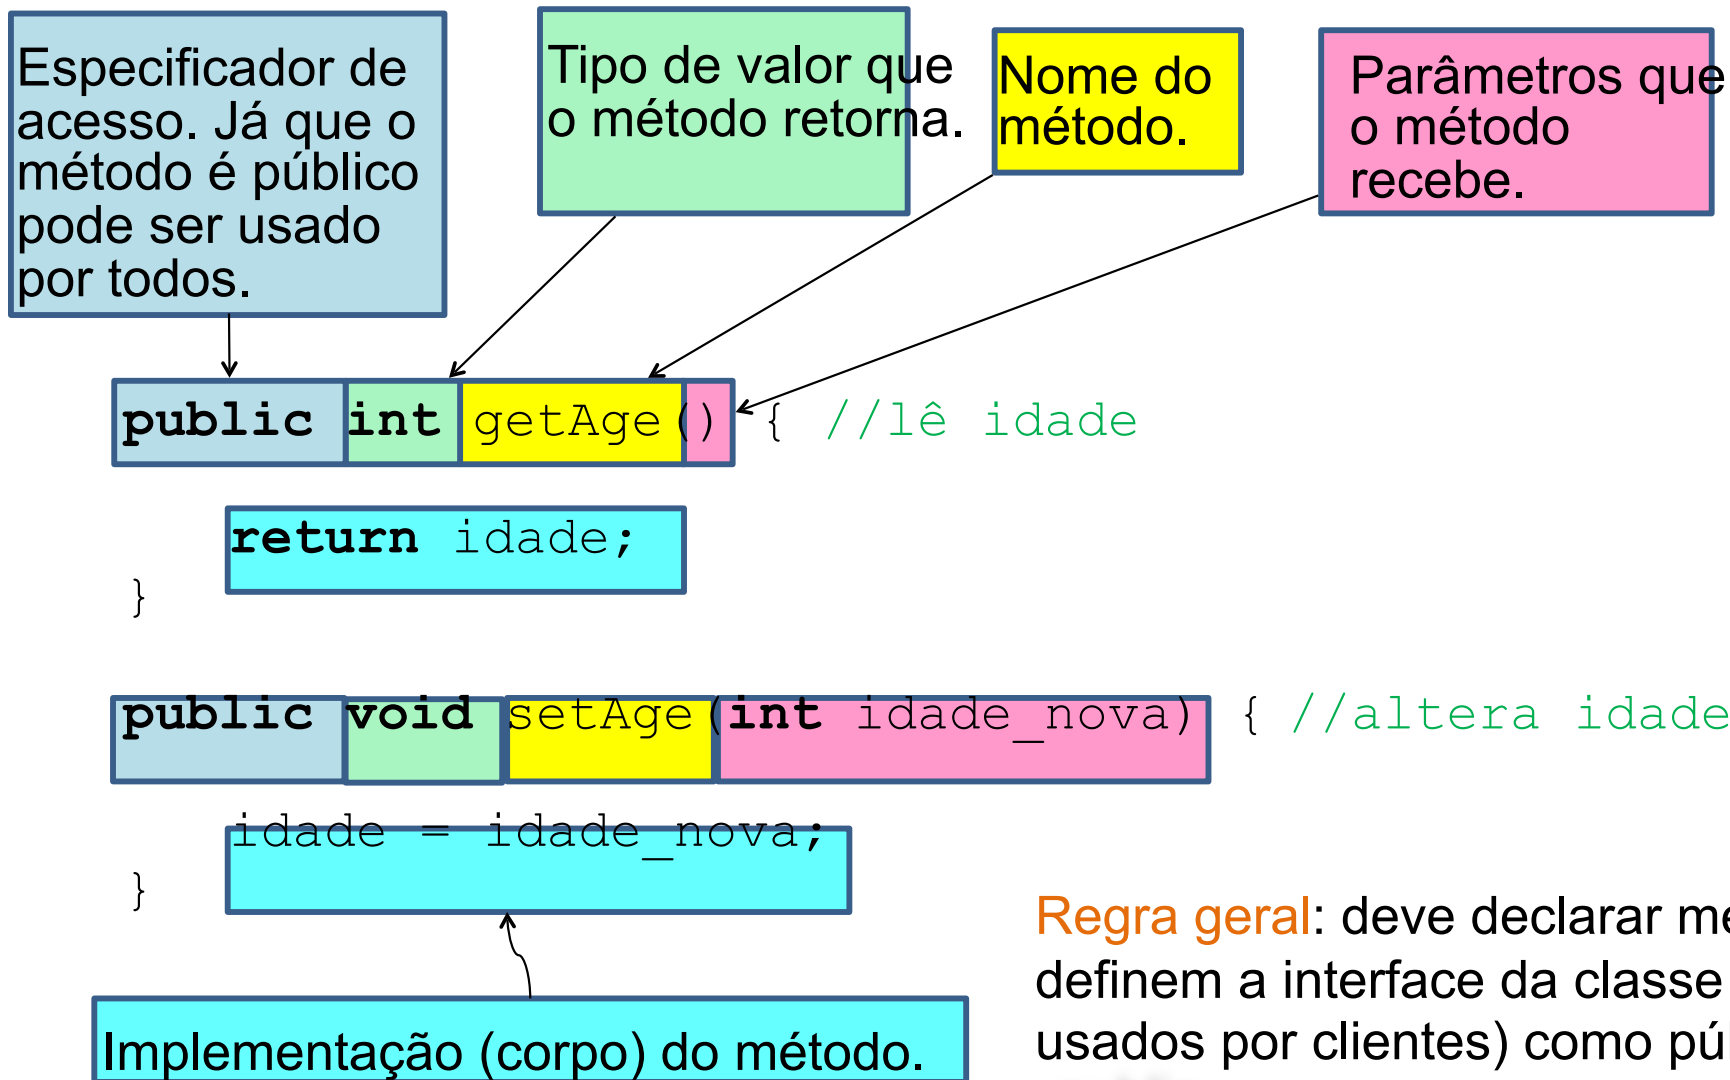 Especificador de
acesso. Já que o
método é público
pode ser usado
por todos.
Tipo de valor que
o método retorna.
Nome do
método.
Parâmetros que
o método
recebe.
public int getAge() { //lê idade
return idade;
}
public void setAge(int idade_nova) { //altera idade
idade = idade_nova;
}
Implementação (corpo) do método.
Regra geral: deve declarar
definem a interface da classe
usados por clientes) como